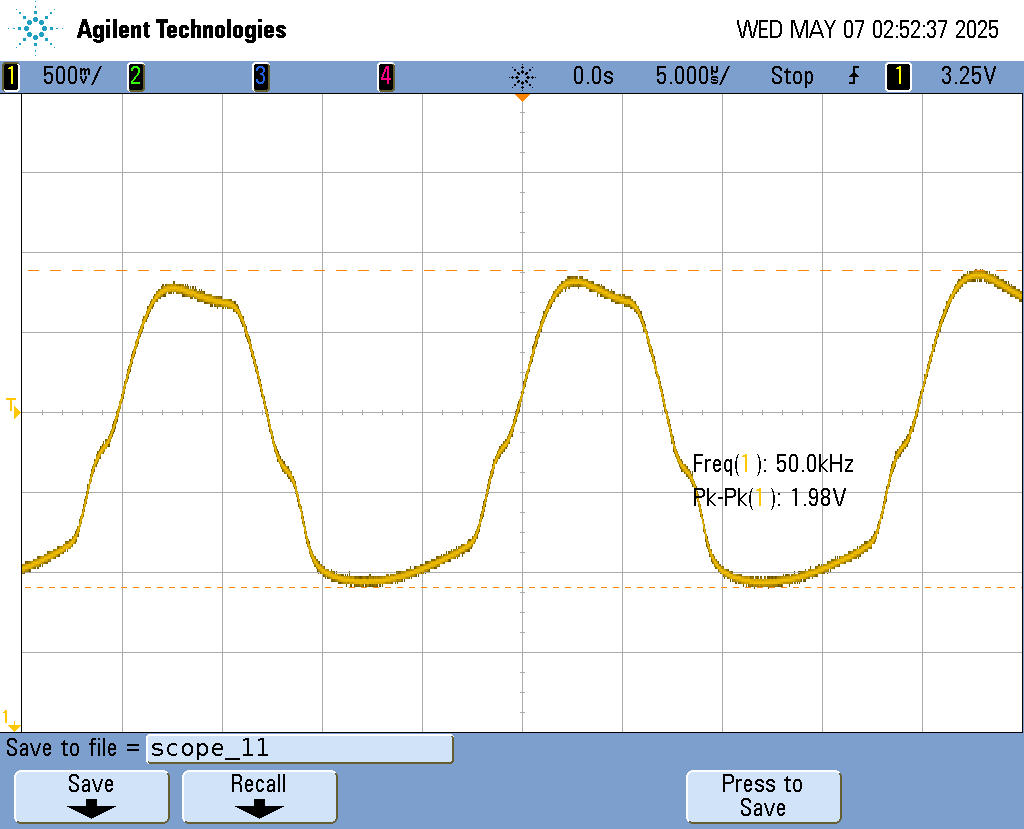 Agilent Technologies WED MAY 07 02:52:37 2025
1 500mV/ 2 3 4 0.0s 5.000us/ Stop 1 3.25V
T
Freq(1): 50.0kHz
Pk-Pk(1): 1.98V
1
Save to file = scope_11
Save Recall Press to
Save